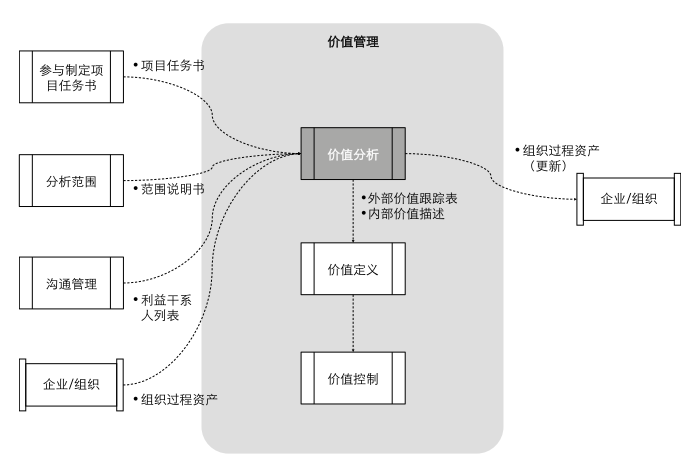 价值管理
参与制定项
目任务书
• 项目任务书
分析范围
• 范围说明书
沟通管理
• 利益干系
人列表
企业/组织
• 组织过程资产
价值分析
• 外部价值跟踪表
• 内部价值描述
价值定义
价值控制
• 组织过程资产
（更新）
企业/组织